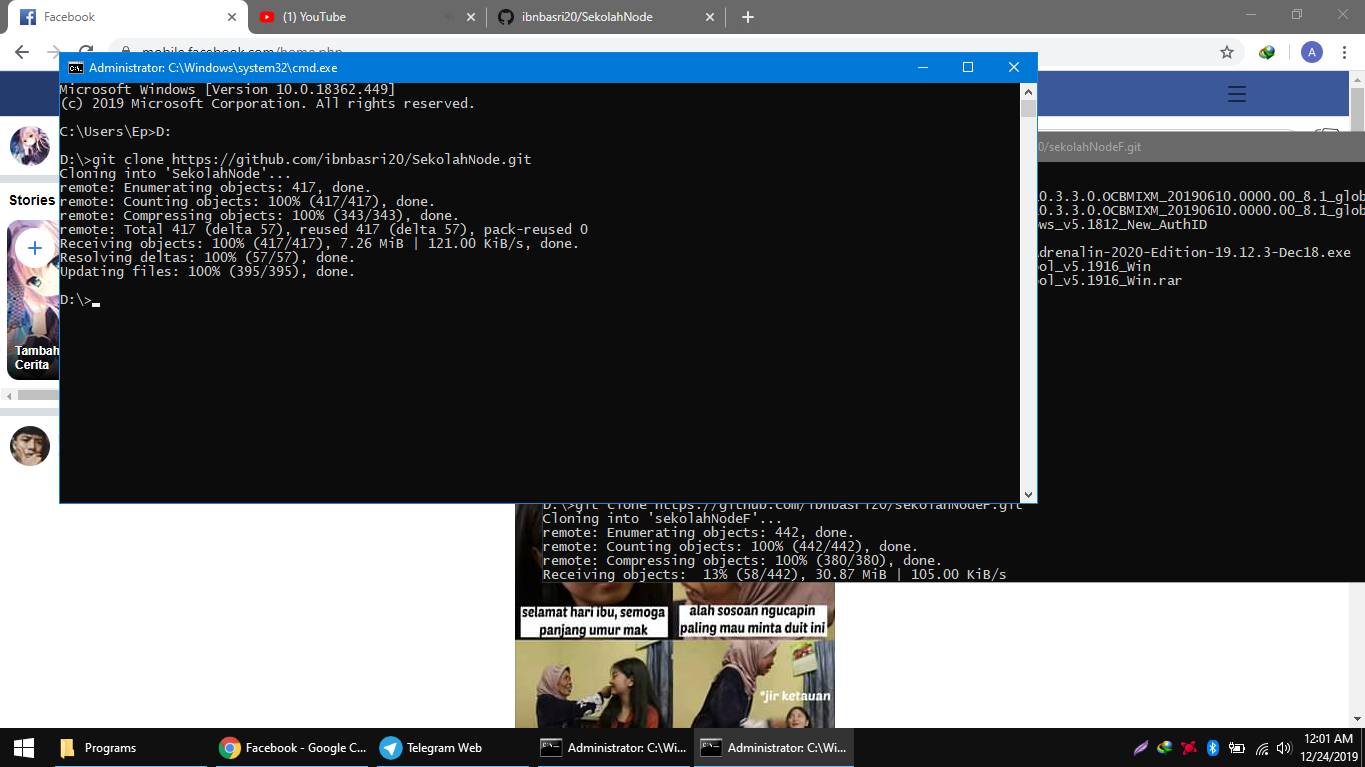 Facebook
(1) YouTube
ibnbasri20/SekolahNode
mobile.facebook.com/home.php
A
Administrator: C:\Windows\system32\cmd.exe
Microsoft Windows [Version 10.0.18362.449]
(c) 2019 Microsoft Corporation. All rights reserved.
C:\Users\Ep>D:
D:\>git clone https://github.com/ibnbasri20/SekolahNode.git
Cloning into 'SekolahNode'...
remote: Enumerating objects: 417, done.
remote: Counting objects: 100% (417/417), done.
remote: Compressing objects: 100% (343/343), done.
remote: Total 417 (delta 57), reused 417 (delta 57), pack-reused 0
Receiving objects: 100% (417/417), 7.26 MiB | 121.00 KiB/s, done.
Resolving deltas: 100% (57/57), done.
Updating files: 100% (395/395), done.
D:\>
Stories
Tambah
Cerita
0/sekolahNodeF.git
0.3.3.0.OCBMIXM_20190610.0000.00_8.1_glob
0.3.3.0.OCBMIXM_20190610.0000.00_8.1_glob
ws_v5.1812_New_AuthID
drenalin-2020-Edition-19.12.3-Dec18.exe
ol_v5.1916_Win
ol_v5.1916_Win.rar
D:\>git clone https://github.com/ibnbasri20/sekolahNodeF.git
Cloning into 'sekolahNodeF'...
remote: Enumerating objects: 442, done.
remote: Counting objects: 100% (442/442), done.
remote: Compressing objects: 100% (380/380), done.
Receiving objects:  13% (58/442), 30.87 MiB | 105.00 KiB/s
selamat hari ibu, semoga
panjang umur mak
alah sosoan ngucapin
paling mau minta duit ini
*jir ketauan
Programs
Facebook - Google C...
Telegram Web
Administrator: C:\Wi...
Administrator: C:\Wi...
12:01 AM
12/24/2019